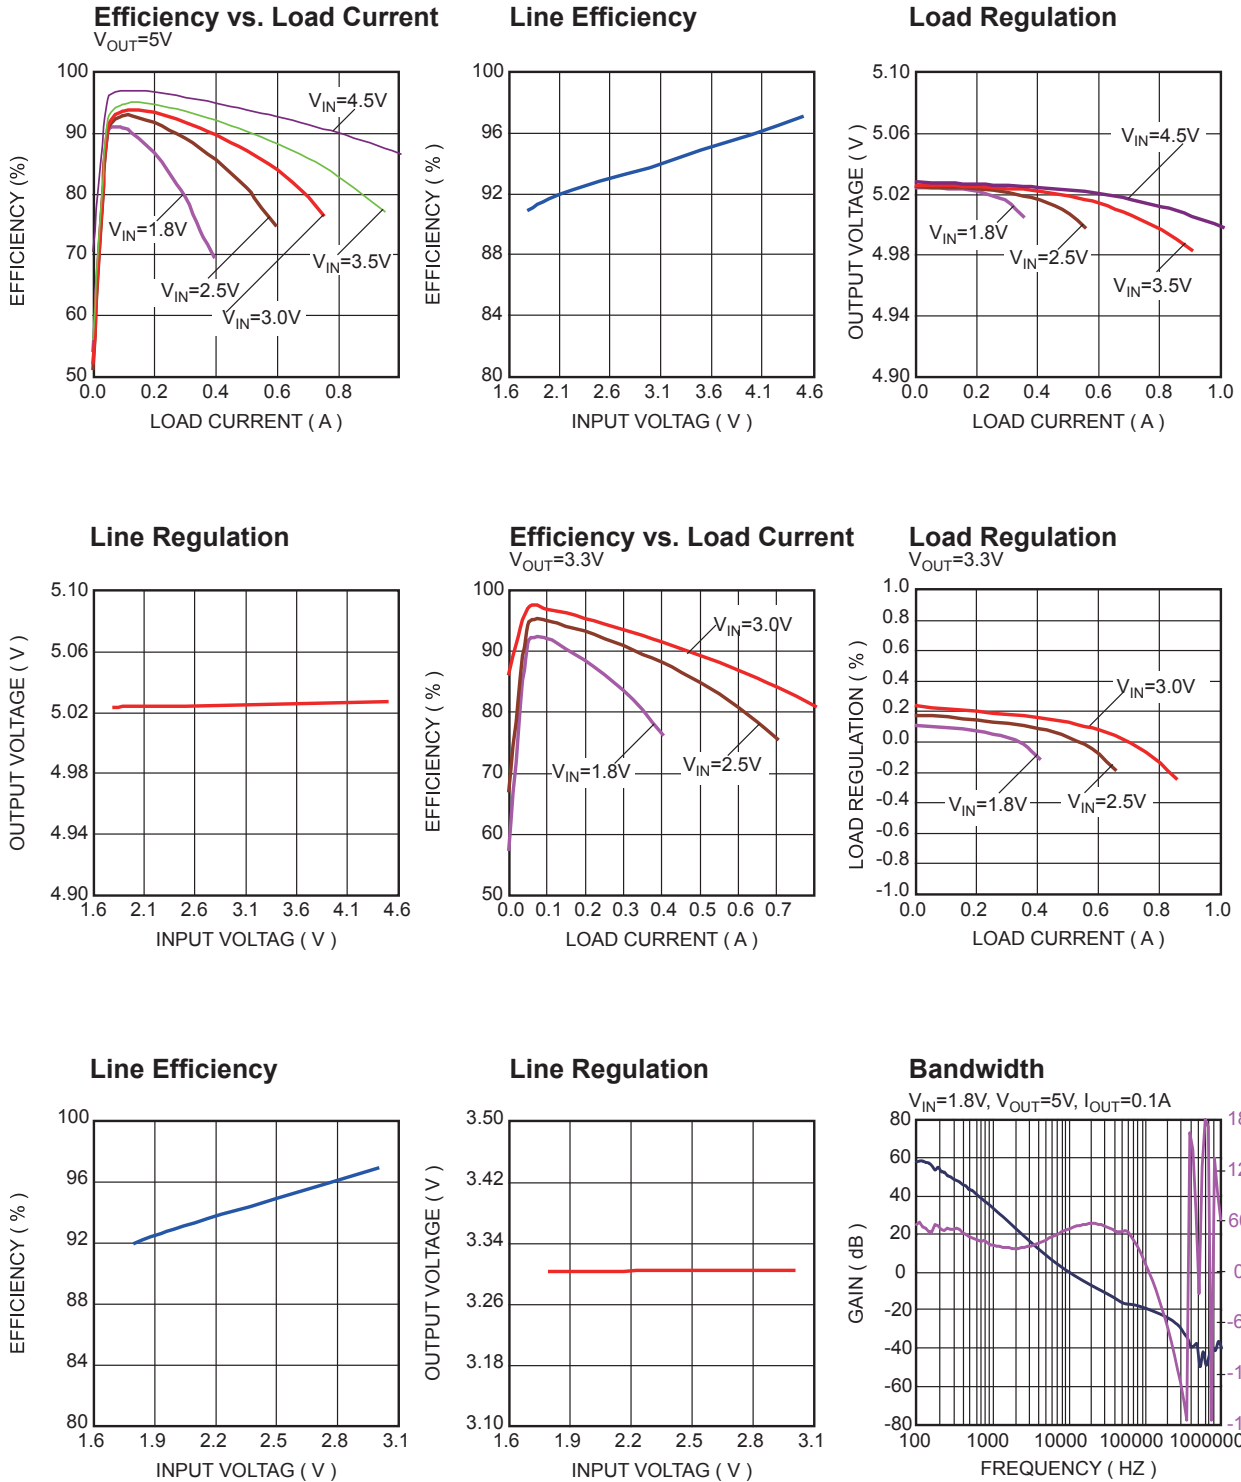 Efficiency vs. Load Current
VOUT=5V
100
90
80
70
60
50
0.0 0.2 0.4 0.6 0.8
EFFICIENCY (%)
LOAD CURRENT ( A )
VIN=4.5V
VIN=1.8V
VIN=3.5V
VIN=2.5V
VIN=3.0V
Line Efficiency
100
96
92
88
84
80
1.6 2.1 2.6 3.1 3.6 4.1 4.6
EFFICIENCY ( % )
INPUT VOLTAG ( V )
Load Regulation
5.10
5.06
5.02
4.98
4.94
4.90
0.0 0.2 0.4 0.6 0.8 1.0
OUTPUT VOLTAGE ( V )
LOAD CURRENT ( A )
VIN=4.5V
VIN=1.8V
VIN=2.5V
VIN=3.5V
Line Regulation
5.10
5.06
5.02
4.98
4.94
4.90
1.6 2.1 2.6 3.1 3.6 4.1 4.6
OUTPUT VOLTAGE ( V )
INPUT VOLTAG ( V )
Efficiency vs. Load Current
VOUT=3.3V
100
90
80
70
60
50
0.0 0.1 0.2 0.3 0.4 0.5 0.6 0.7
EFFICIENCY ( % )
LOAD CURRENT ( A )
VIN=3.0V
VIN=1.8V
VIN=2.5V
Load Regulation
VOUT=3.3V
1.0
0.8
0.6
0.4
0.2
0.0
-0.2
-0.4
-0.6
-0.8
-1.0
0.0 0.2 0.4 0.6 0.8 1.0
LOAD REGULATION ( % )
LOAD CURRENT ( A )
VIN=3.0V
VIN=1.8V
VIN=2.5V
Line Efficiency
100
96
92
88
84
80
1.6 1.9 2.2 2.5 2.8 3.1
EFFICIENCY ( % )
INPUT VOLTAG ( V )
Line Regulation
3.50
3.42
3.34
3.26
3.18
3.10
1.6 1.9 2.2 2.5 2.8 3.1
OUTPUT VOLTAGE ( V )
INPUT VOLTAG ( V )
Bandwidth
VIN=1.8V, VOUT=5V, IOUT=0.1A
80
60
40
20
0
-20
-40
-60
-80
60
0
100 1000 10000 100000 1000000
GAIN ( dB )
FREQUENCY ( HZ )